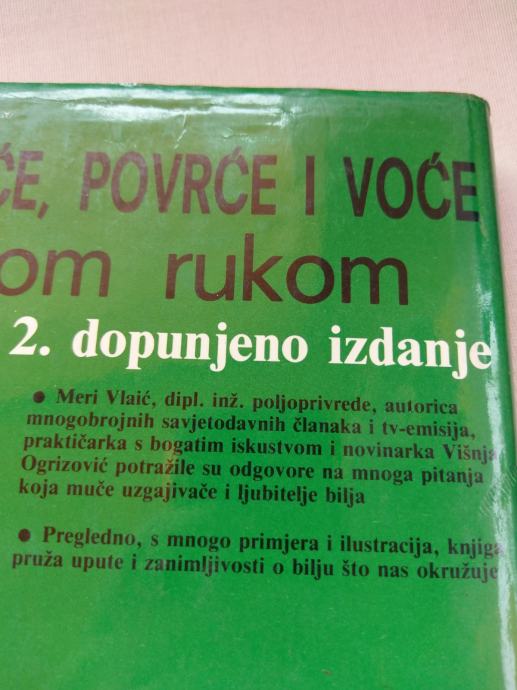 ĆE, POVRĆE I VOĆE
om rukom
2. dopunjeno izdanje
● Meri Vlaić, dipl. inž. poljoprivrede, autorica
mnogobrojnih savjetodavnih članaka i tv-emisija,
praktičarka s bogatim iskustvom i novinarka Višnja
Ogrizović potražile su odgovore na mnoga pitanja
koja muče uzgajivače i ljubitelje bilja
● Pregledno, s mnogo primjera i ilustracija, knjiga
pruža upute i zanimljivosti o bilju što nas okružuje